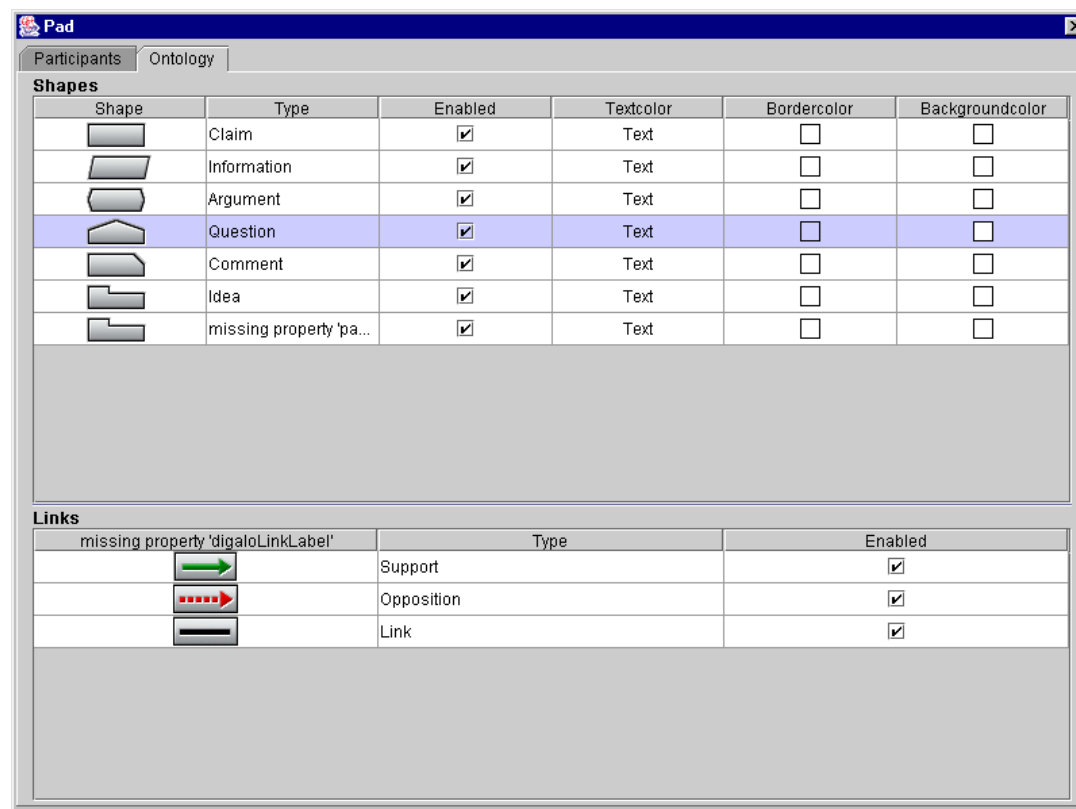 Pad
Participants Ontology
Shapes
Shape Type Enabled Textcolor Bordercolor Backgroundcolor
Claim Text
Information Text
Argument Text
Question Text
Comment Text
Idea Text
missing property 'pa... Text
Links
missing property 'digaloLinkLabel' Type Enabled
Support
Opposition
Link